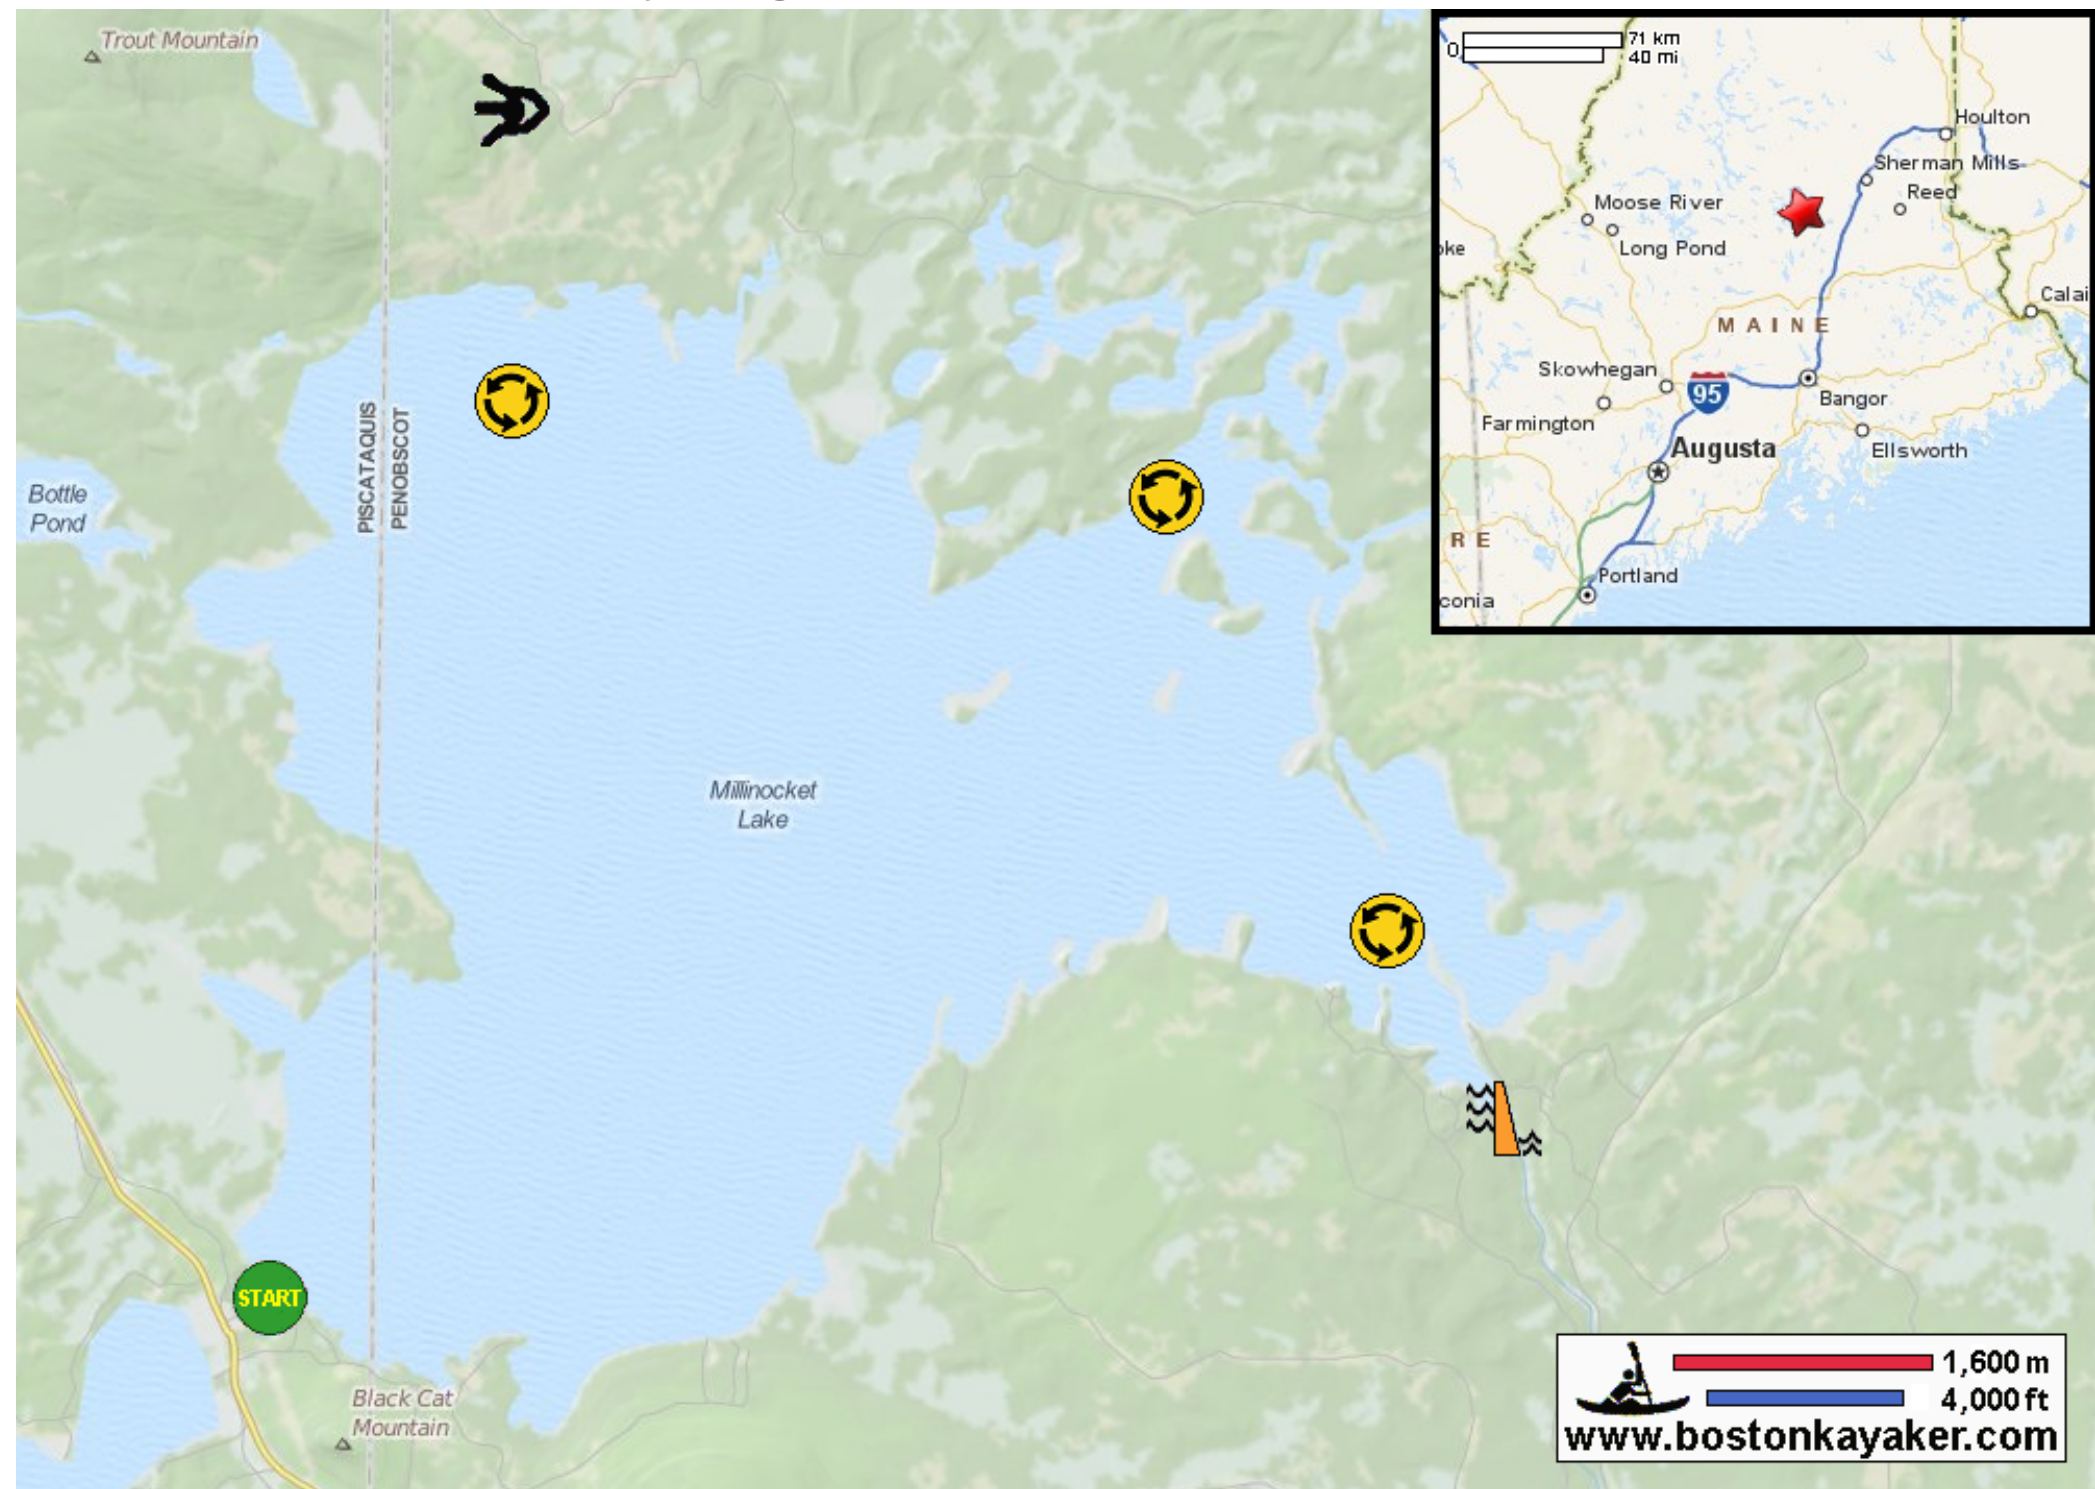 Trout Mountain
PISCATAQUIS
PENOBSCOT
Bottle
Pond
Millinocket
Lake
START
Black Cat
Mountain
0
71 km
40 mi
Houlton
Sherman Mills
Reed
Moose River
Long Pond
oke
Calai
MAINE
Skowhegan
95
Bangor
Farmington
Augusta
Ellsworth
RE
Portland
conia
1,600 m
4,000 ft
www.bostonkayaker.com